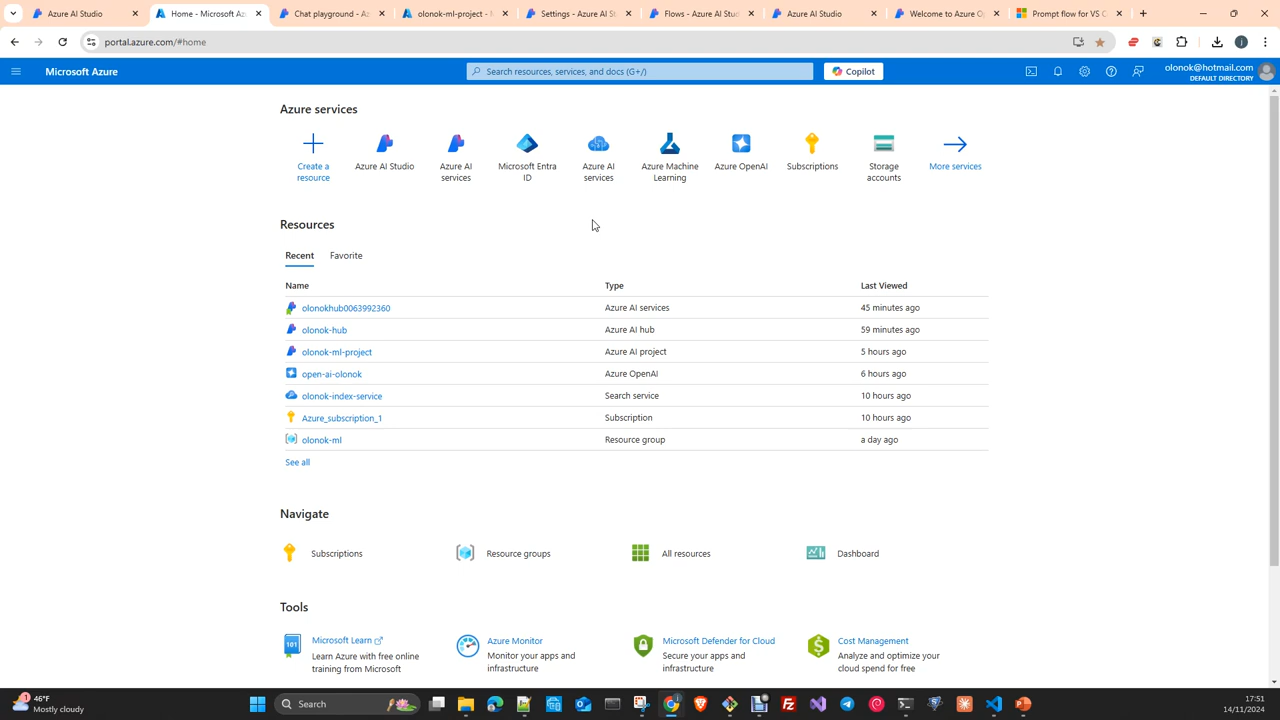 Azure AI Studio
Home - Microsoft Az
Chat playground - Az
olonok-ml-project - M
Settings - Azure AI St
Flows - Azure AI Stud
Azure AI Studio
Welcome to Azure Op
Prompt flow for VS C
portal.azure.com/#home
Microsoft Azure
Search resources, services, and docs (G+/)
Copilot
olonok@hotmail.com
DEFAULT DIRECTORY
Azure services
Create a
resource
Azure AI Studio
Azure AI
services
Microsoft Entra
ID
Azure AI
services
Azure Machine
Learning
Azure OpenAI
Subscriptions
Storage
accounts
More services
Resources
Recent
Favorite
Name Type Last Viewed
olonokhub0063992360 Azure AI services 45 minutes ago
olonok-hub Azure AI hub 59 minutes ago
olonok-ml-project Azure AI project 5 hours ago
open-ai-olonok Azure OpenAI 6 hours ago
olonok-index-service Search service 10 hours ago
Azure_subscription_1 Subscription 10 hours ago
olonok-ml Resource group a day ago
See all
Navigate
Subscriptions
Resource groups
All resources
Dashboard
Tools
Microsoft Learn
Learn Azure with free online
training from Microsoft
Azure Monitor
Monitor your apps and
infrastructure
Microsoft Defender for Cloud
Secure your apps and
infrastructure
Cost Management
Analyze and optimize your
cloud spend for free
1
46°F
Mostly cloudy
Search
17:51
14/11/2024